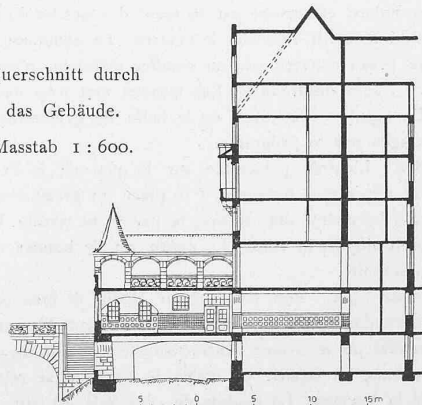 uerschnitt durch
das Gebäude.
Masstab 1 : 600.
5 0 5 10 15 m